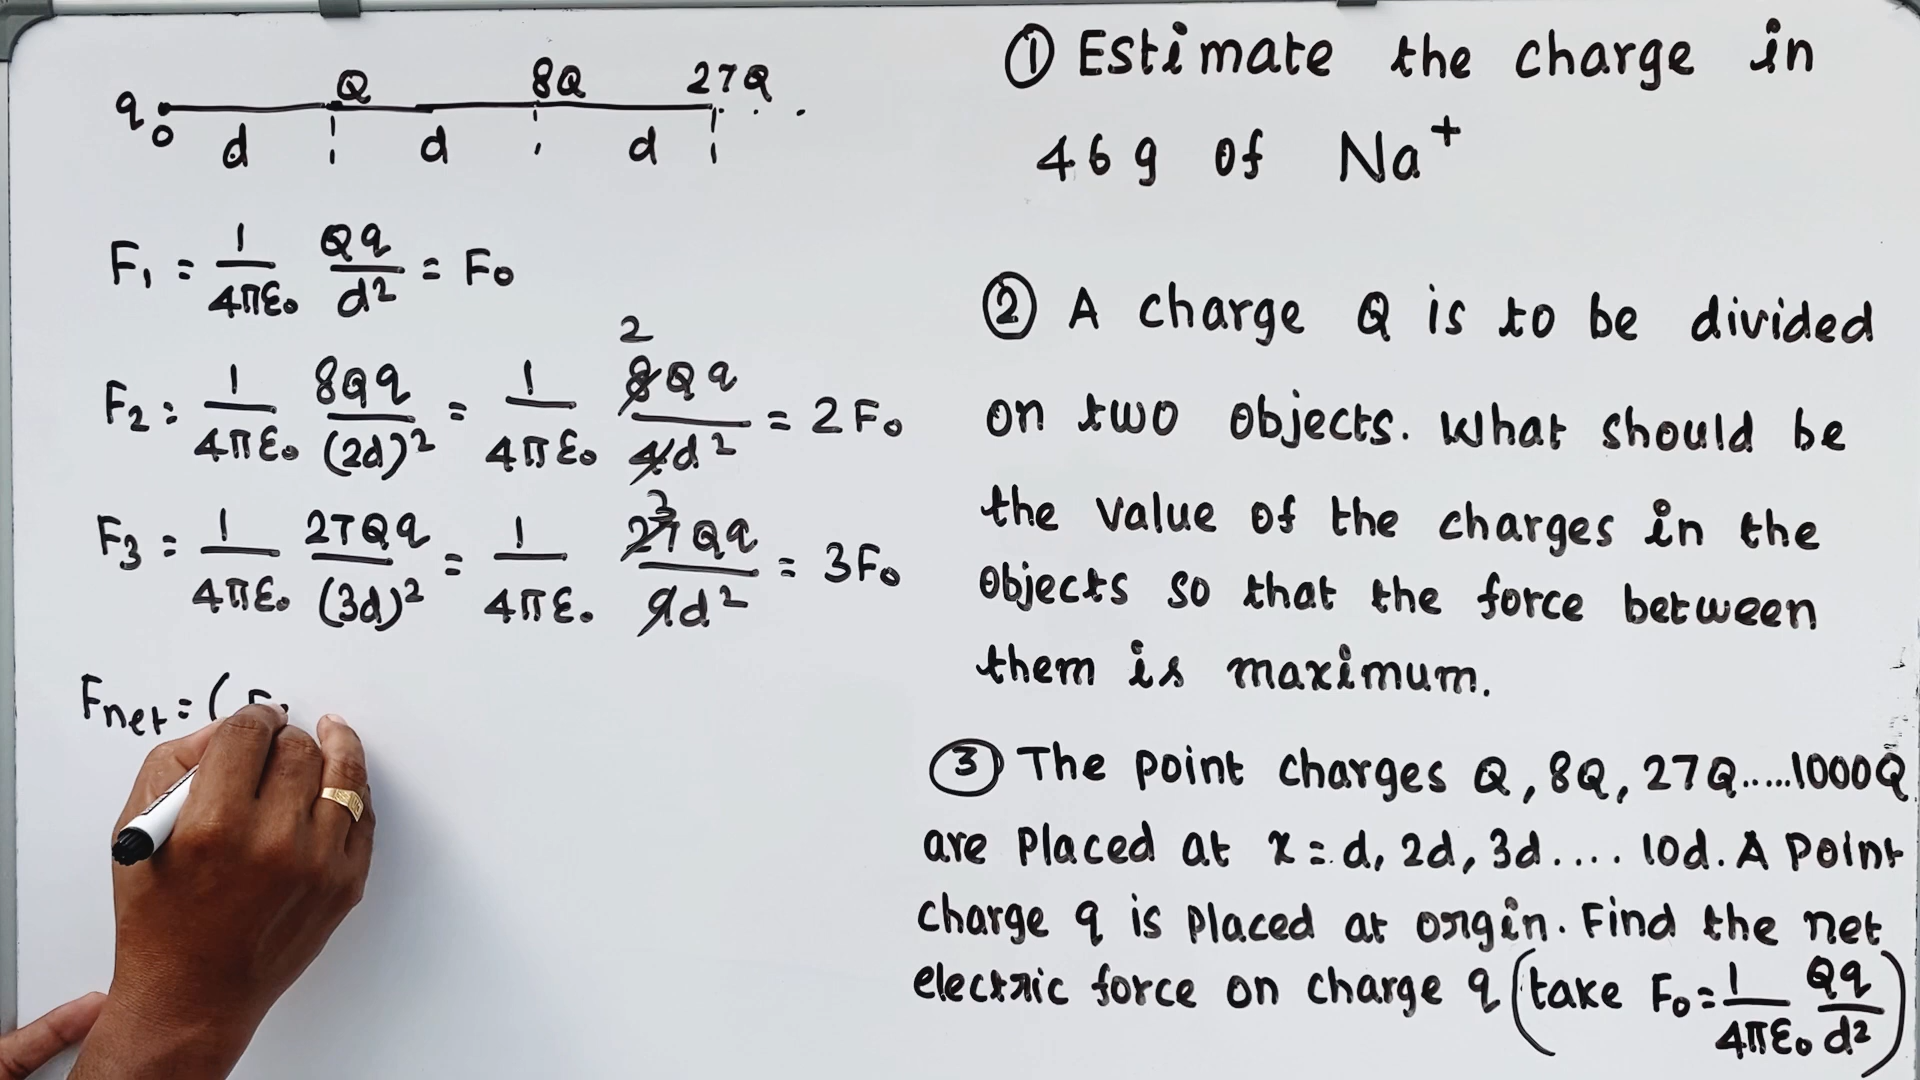 q Q 8Q 27Q . . .
0 d d d
F₁ = 1/4πε₀ Qq/d² = F₀
F₂ = 1/4πε₀ 8Qq/(2d)² = 1/4πε₀ 8Qq/4d² 2 = 2F₀
F₃ = 1/4πε₀ 27Qq/(3d)² = 1/4πε₀ 27Qq/9d² 3 = 3F₀
Fnet = (
① Estimate the charge in
46g of Na⁺
② A charge Q is to be divided
on two objects. What should be
the value of the charges in the
objects so that the force between
them is maximum.
③ The point charges Q, 8Q, 27Q.....1000Q
are placed at x = d, 2d, 3d .... 10d. A point
charge q is placed at orgin. Find the net
electric force on charge q (take F₀ = 1/4πε₀ Qq/d²)